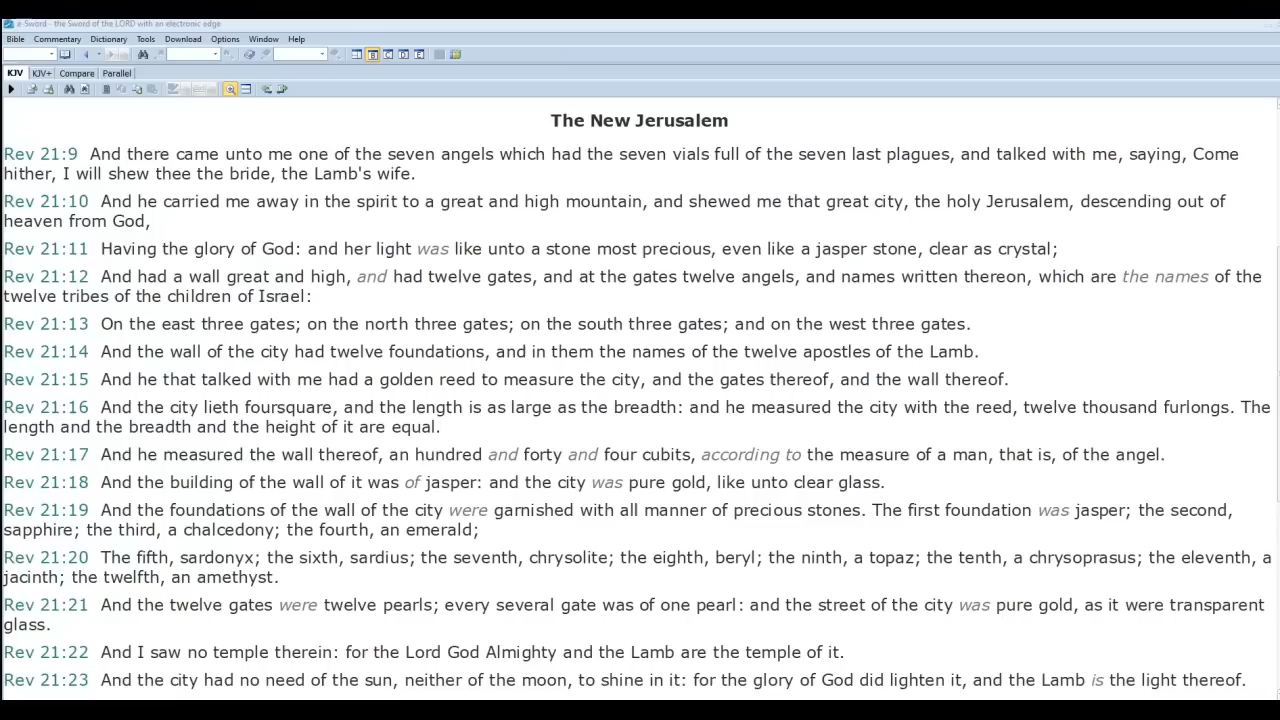 e-Sword - the Sword of the LORD with an electronic edge
Bible Commentary Dictionary Tools Download Options Window Help
KJV KJV+ Compare Parallel
The New Jerusalem
Rev 21:9 And there came unto me one of the seven angels which had the seven vials full of the seven last plagues, and talked with me, saying, Come
hither, I will shew thee the bride, the Lamb's wife.
Rev 21:10 And he carried me away in the spirit to a great and high mountain, and shewed me that great city, the holy Jerusalem, descending out of
heaven from God,
Rev 21:11 Having the glory of God: and her light was like unto a stone most precious, even like a jasper stone, clear as crystal;
Rev 21:12 And had a wall great and high, and had twelve gates, and at the gates twelve angels, and names written thereon, which are the names of the
twelve tribes of the children of Israel:
Rev 21:13 On the east three gates; on the north three gates; on the south three gates; and on the west three gates.
Rev 21:14 And the wall of the city had twelve foundations, and in them the names of the twelve apostles of the Lamb.
Rev 21:15 And he that talked with me had a golden reed to measure the city, and the gates thereof, and the wall thereof.
Rev 21:16 And the city lieth foursquare, and the length is as large as the breadth: and he measured the city with the reed, twelve thousand furlongs. The
length and the breadth and the height of it are equal.
Rev 21:17 And he measured the wall thereof, an hundred and forty and four cubits, according to the measure of a man, that is, of the angel.
Rev 21:18 And the building of the wall of it was of jasper: and the city was pure gold, like unto clear glass.
Rev 21:19 And the foundations of the wall of the city were garnished with all manner of precious stones. The first foundation was jasper; the second,
sapphire; the third, a chalcedony; the fourth, an emerald;
Rev 21:20 The fifth, sardonyx; the sixth, sardius; the seventh, chrysolite; the eighth, beryl; the ninth, a topaz; the tenth, a chrysoprasus; the eleventh, a
jacinth; the twelfth, an amethyst.
Rev 21:21 And the twelve gates were twelve pearls; every several gate was of one pearl: and the street of the city was pure gold, as it were transparent
glass.
Rev 21:22 And I saw no temple therein: for the Lord God Almighty and the Lamb are the temple of it.
Rev 21:23 And the city had no need of the sun, neither of the moon, to shine in it: for the glory of God did lighten it, and the Lamb is the light thereof.